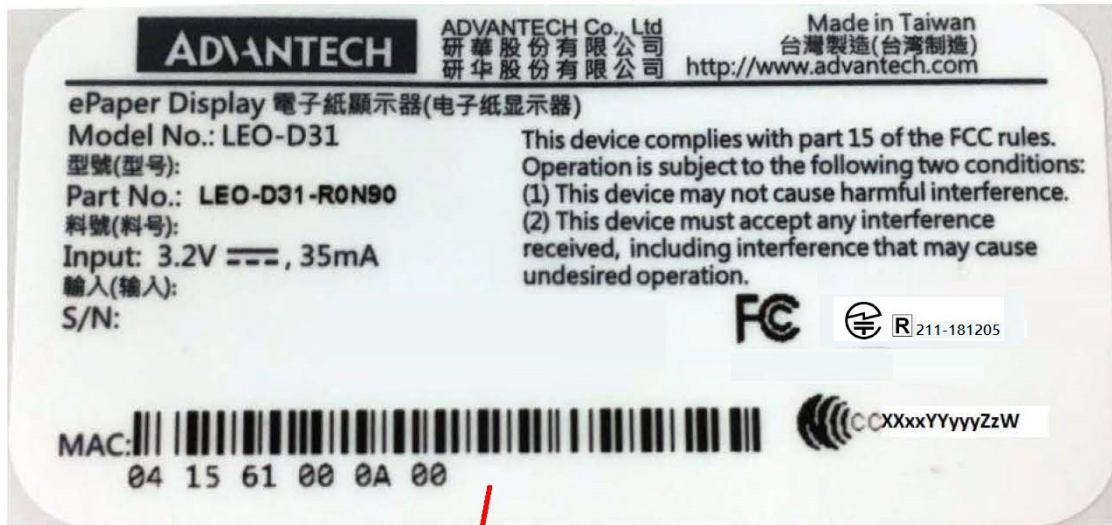 ADVANTECH
ADVANTECH Co., Ltd
研華股份有限公司
研华股份有限公司
Made in Taiwan
台灣製造(台湾制造)
http://www.advantech.com
ePaper Display 電子紙顯示器(电子纸显示器)
Model No.: LEO-D31
型號(型号):
Part No.: LEO-D31-R0N90
料號(料号):
Input: 3.2V ⎓, 35mA
輸入(输入):
S/N:
This device complies with part 15 of the FCC rules.
Operation is subject to the following two conditions:
(1) This device may not cause harmful interference.
(2) This device must accept any interference
received, including interference that may cause
undesired operation.
FC
R 211-181205
MAC:
04 15 61 00 0A 00
CCXXxxYYyyyZzW